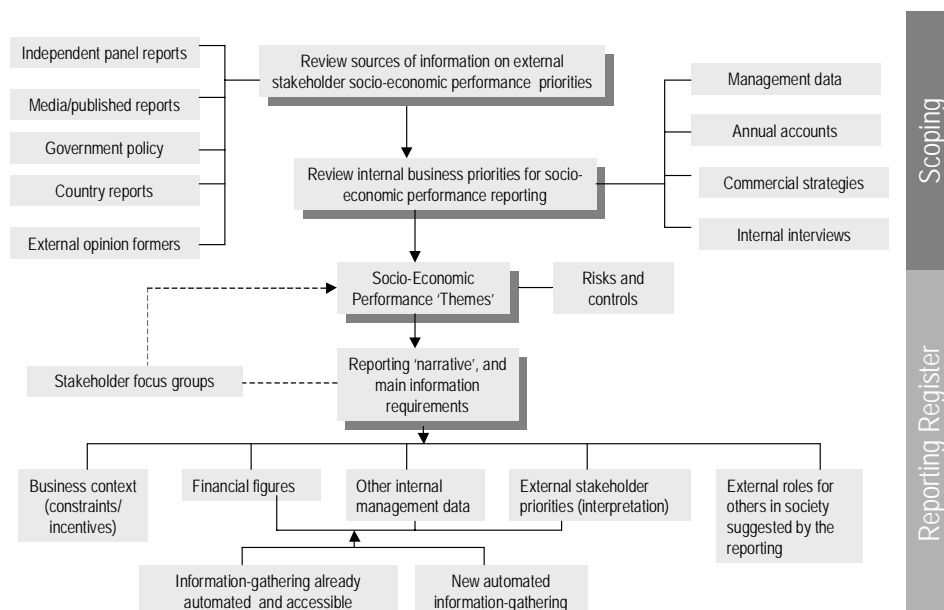 Independent panel reports
Media/published reports
Government policy
Country reports
External opinion formers
Review sources of information on external
stakeholder socio-economic performance priorities
Review internal business priorities for socio-
economic performance reporting
Management data
Annual accounts
Commercial strategies
Internal interviews
Scoping
Socio-Economic
Performance ‘Themes’
Risks and
controls
Stakeholder focus groups
Reporting ‘narrative’, and
main information
requirements
Reporting Register
Business context
(constraints/
incentives)
Financial figures
Other internal
management data
External stakeholder
priorities (interpretation)
External roles for
others in society
suggested by the
reporting
Information-gathering already
automated and accessible
New automated
information-gathering